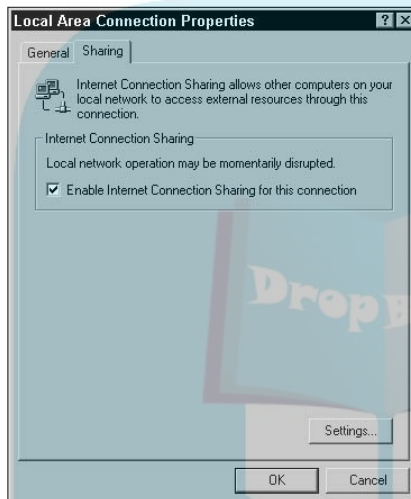 Local Area Connection Properties
General Sharing
Internet Connection Sharing allows other computers on your
local network to access external resources through this
connection.
Internet Connection Sharing
Local network operation may be momentarily disrupted.
Enable Internet Connection Sharing for this connection
Drop B
Settings...
OK Cancel